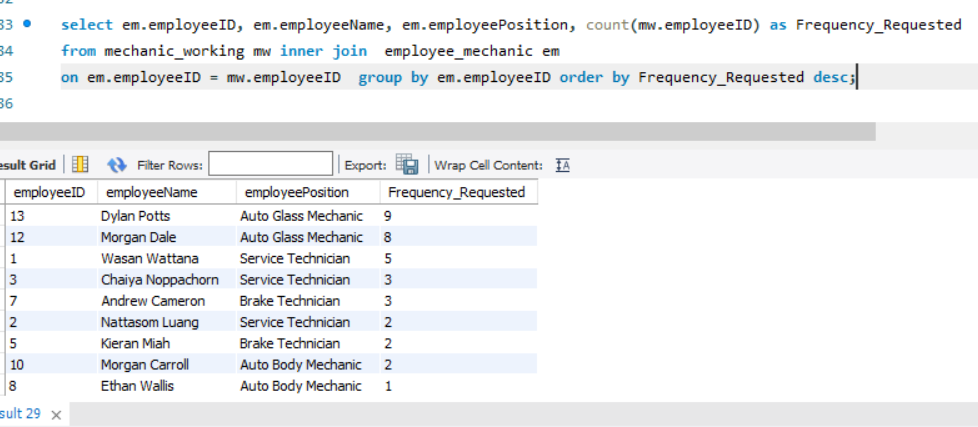 83 select em.employeeID, em.employeeName, em.employeePosition, count(mw.employeeID) as Frequency_Requested
84 from mechanic_working mw inner join employee_mechanic em
85 on em.employeeID = mw.employeeID group by em.employeeID order by Frequency_Requested desc;
86
esult Grid Filter Rows: Export: Wrap Cell Content: IA
employeeID employeeName employeePosition Frequency_Requested
13 Dylan Potts Auto Glass Mechanic 9
12 Morgan Dale Auto Glass Mechanic 8
1 Wasan Wattana Service Technician 5
3 Chaiya Noppachorn Service Technician 3
7 Andrew Cameron Brake Technician 3
2 Nattasom Luang Service Technician 2
5 Kieran Miah Brake Technician 2
10 Morgan Carroll Auto Body Mechanic 2
8 Ethan Wallis Auto Body Mechanic 1
sult 29 ×